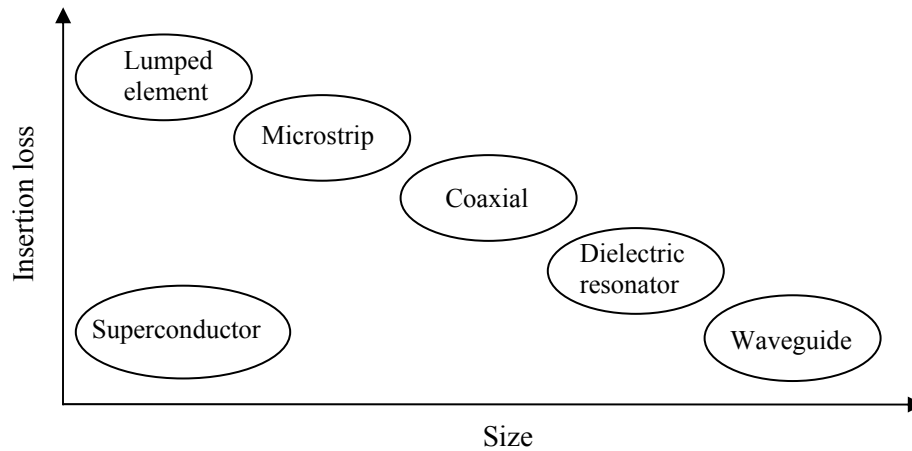 Lumped
element
Microstrip
Coaxial
Dielectric
resonator
Superconductor
Waveguide
Insertion loss
Size